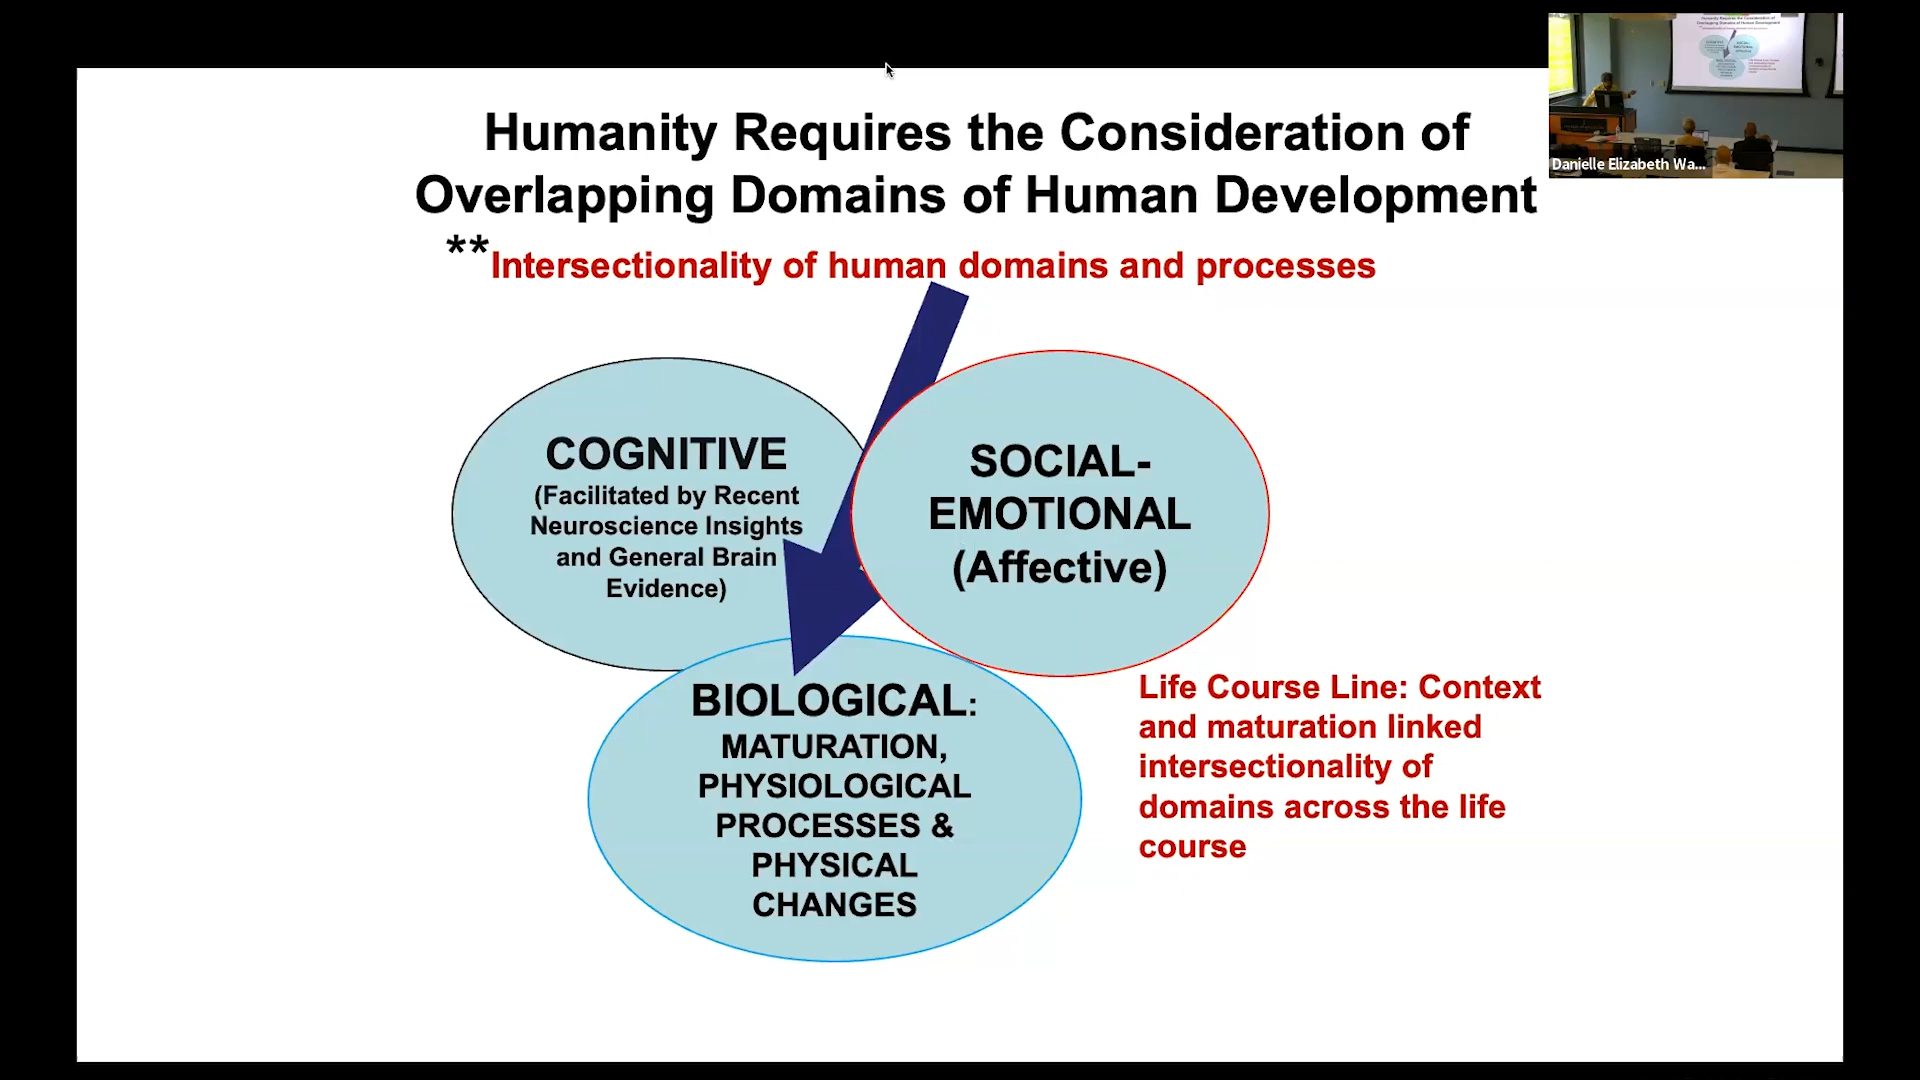 Humanity Requires the Consideration of
Overlapping Domains of Human Development
**Intersectionality of human domains and processes
COGNITIVE
(Facilitated by Recent
Neuroscience Insights
and General Brain
Evidence)
SOCIAL-
EMOTIONAL
(Affective)
BIOLOGICAL:
MATURATION,
PHYSIOLOGICAL
PROCESSES &
PHYSICAL
CHANGES
Life Course Line: Context
and maturation linked
intersectionality of
domains across the life
course
Danielle Elizabeth Wa...